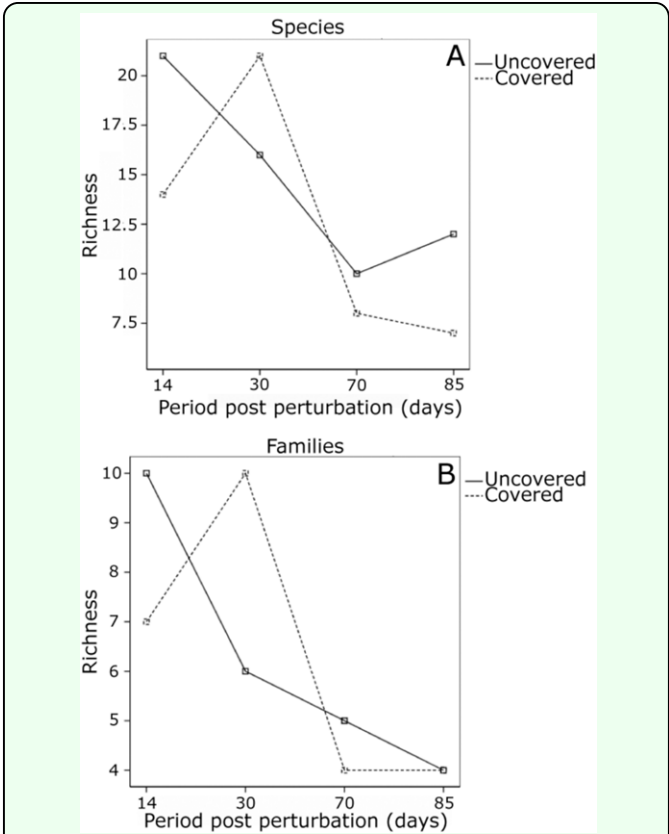 Species
A
Uncovered
Covered
20
17.5
15
12.5
10
7.5
Richness
14 30 70 85
Period post perturbation (days)
Families
B
Uncovered
Covered
10
9
8
7
6
5
4
Richness
14 30 70 85
Period post perturbation (days)